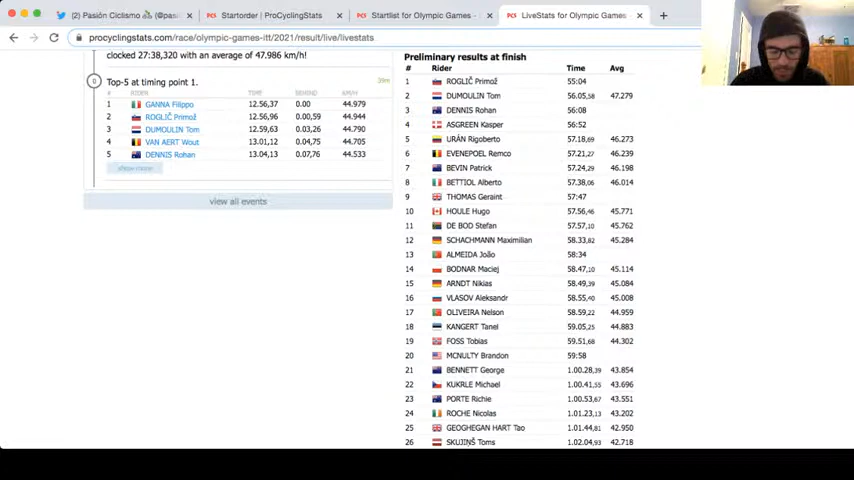 (7) Pasión Ciclismo 🚴🏻 (@pas
Startorder | ProCyclingStats
Startlist for Olympic Games -
LiveStats for Olympic Games
procyclingstats.com/race/olympic-games-itt/2021/result/live/livestats
clocked 27:38,320 with an average of 47.986 km/h!
0 Top-5 at timing point 1. 39m
# RIDER TIME BEHIND KM/H
1 GANNA Filippo 12.56,37 0.00 44.979
2 ROGLIČ Primož 12.56,96 0.00,59 44.944
3 DUMOULIN Tom 12.59,63 0.03,26 44.790
4 VAN AERT Wout 13.01,12 0.04,75 44.705
5 DENNIS Rohan 13.04,13 0.07,76 44.533
show more
view all events
Preliminary results at finish
# Rider Time Avg
1 ROGLIČ Primož 55:04
2 DUMOULIN Tom 56.05,58 47.279
3 DENNIS Rohan 56:08
4 ASGREEN Kasper 56:52
5 URÁN Rigoberto 57.18,69 46.273
6 EVENEPOEL Remco 57.21,27 46.239
7 BEVIN Patrick 57.24,29 46.198
8 BETTIOL Alberto 57.38,06 46.014
9 THOMAS Geraint 57:47
10 HOULE Hugo 57.56,46 45.771
11 DE BOD Stefan 57.57,10 45.762
12 SCHACHMANN Maximilian 58.33,82 45.284
13 ALMEIDA João 58:34
14 BODNAR Maciej 58.47,10 45.114
15 ARNDT Nikias 58.49,39 45.084
16 VLASOV Aleksandr 58.55,40 45.008
17 OLIVEIRA Nelson 58.59,22 44.959
18 KANGERT Tanel 59.05,25 44.883
19 FOSS Tobias 59.51,68 44.302
20 MCNULTY Brandon 59:58
21 BENNETT George 1.00.28,39 43.854
22 KUKRLE Michael 1.00.41,55 43.696
23 PORTE Richie 1.00.53,67 43.551
24 ROCHE Nicolas 1.01.23,13 43.202
25 GEOGHEGAN HART Tao 1.01.44,81 42.950
26 SKUJIŅŠ Toms 1.02.04,93 42.718